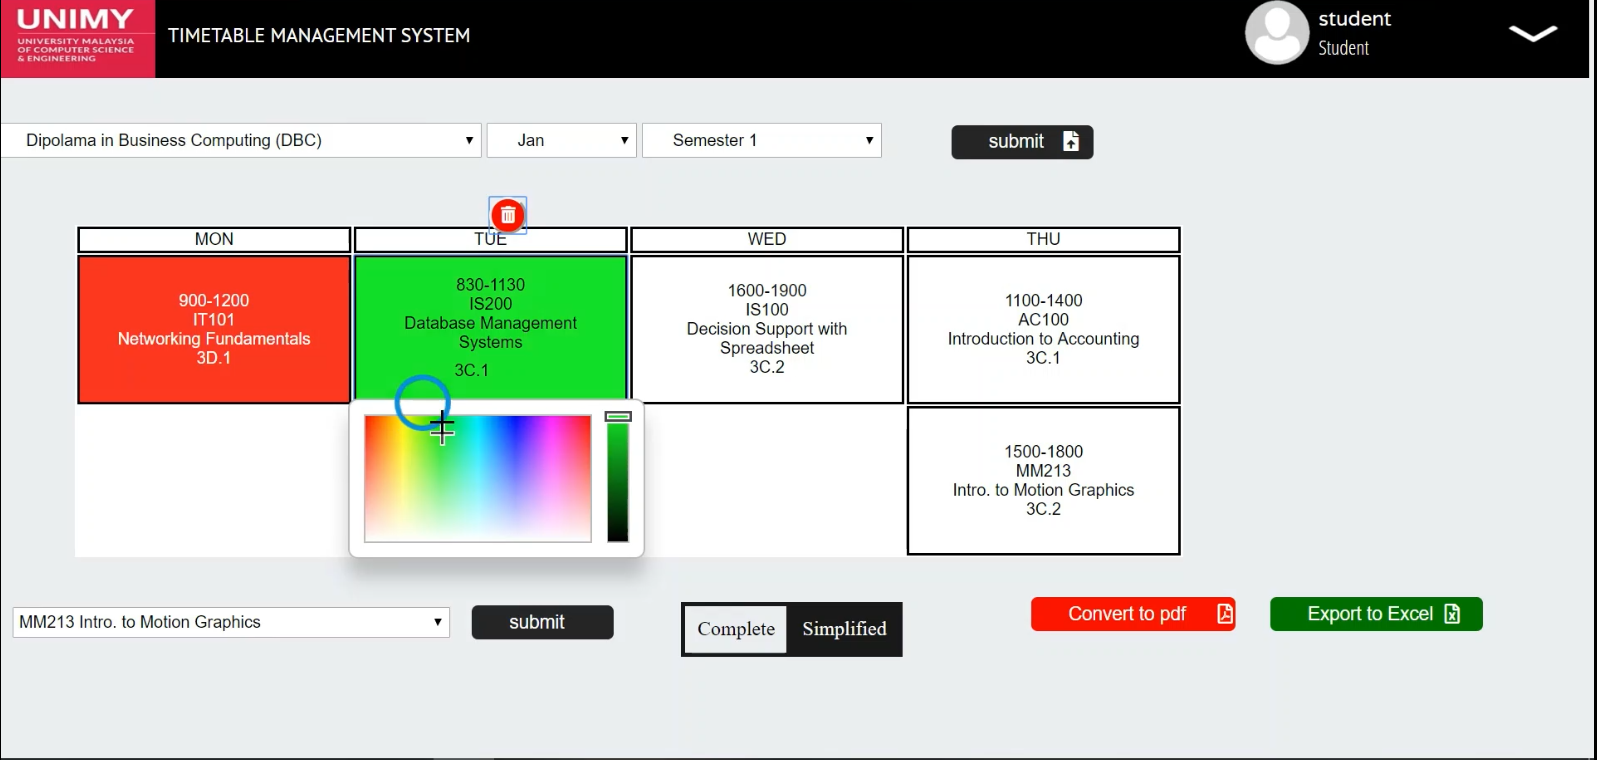 UNIMY
UNIVERSITY MALAYSIA
OF COMPUTER SCIENCE
& ENGINEERING
TIMETABLE MANAGEMENT SYSTEM
student
Student
Dipolama in Business Computing (DBC)
Jan
Semester 1
submit
MON
TUE
WED
THU
900-1200
IT101
Networking Fundamentals
3D.1
830-1130
IS200
Database Management
Systems
3C.1
1600-1900
IS100
Decision Support with
Spreadsheet
3C.2
1100-1400
AC100
Introduction to Accounting
3C.1
1500-1800
MM213
Intro. to Motion Graphics
3C.2
MM213 Intro. to Motion Graphics
submit
Complete
Simplified
Convert to pdf
Export to Excel